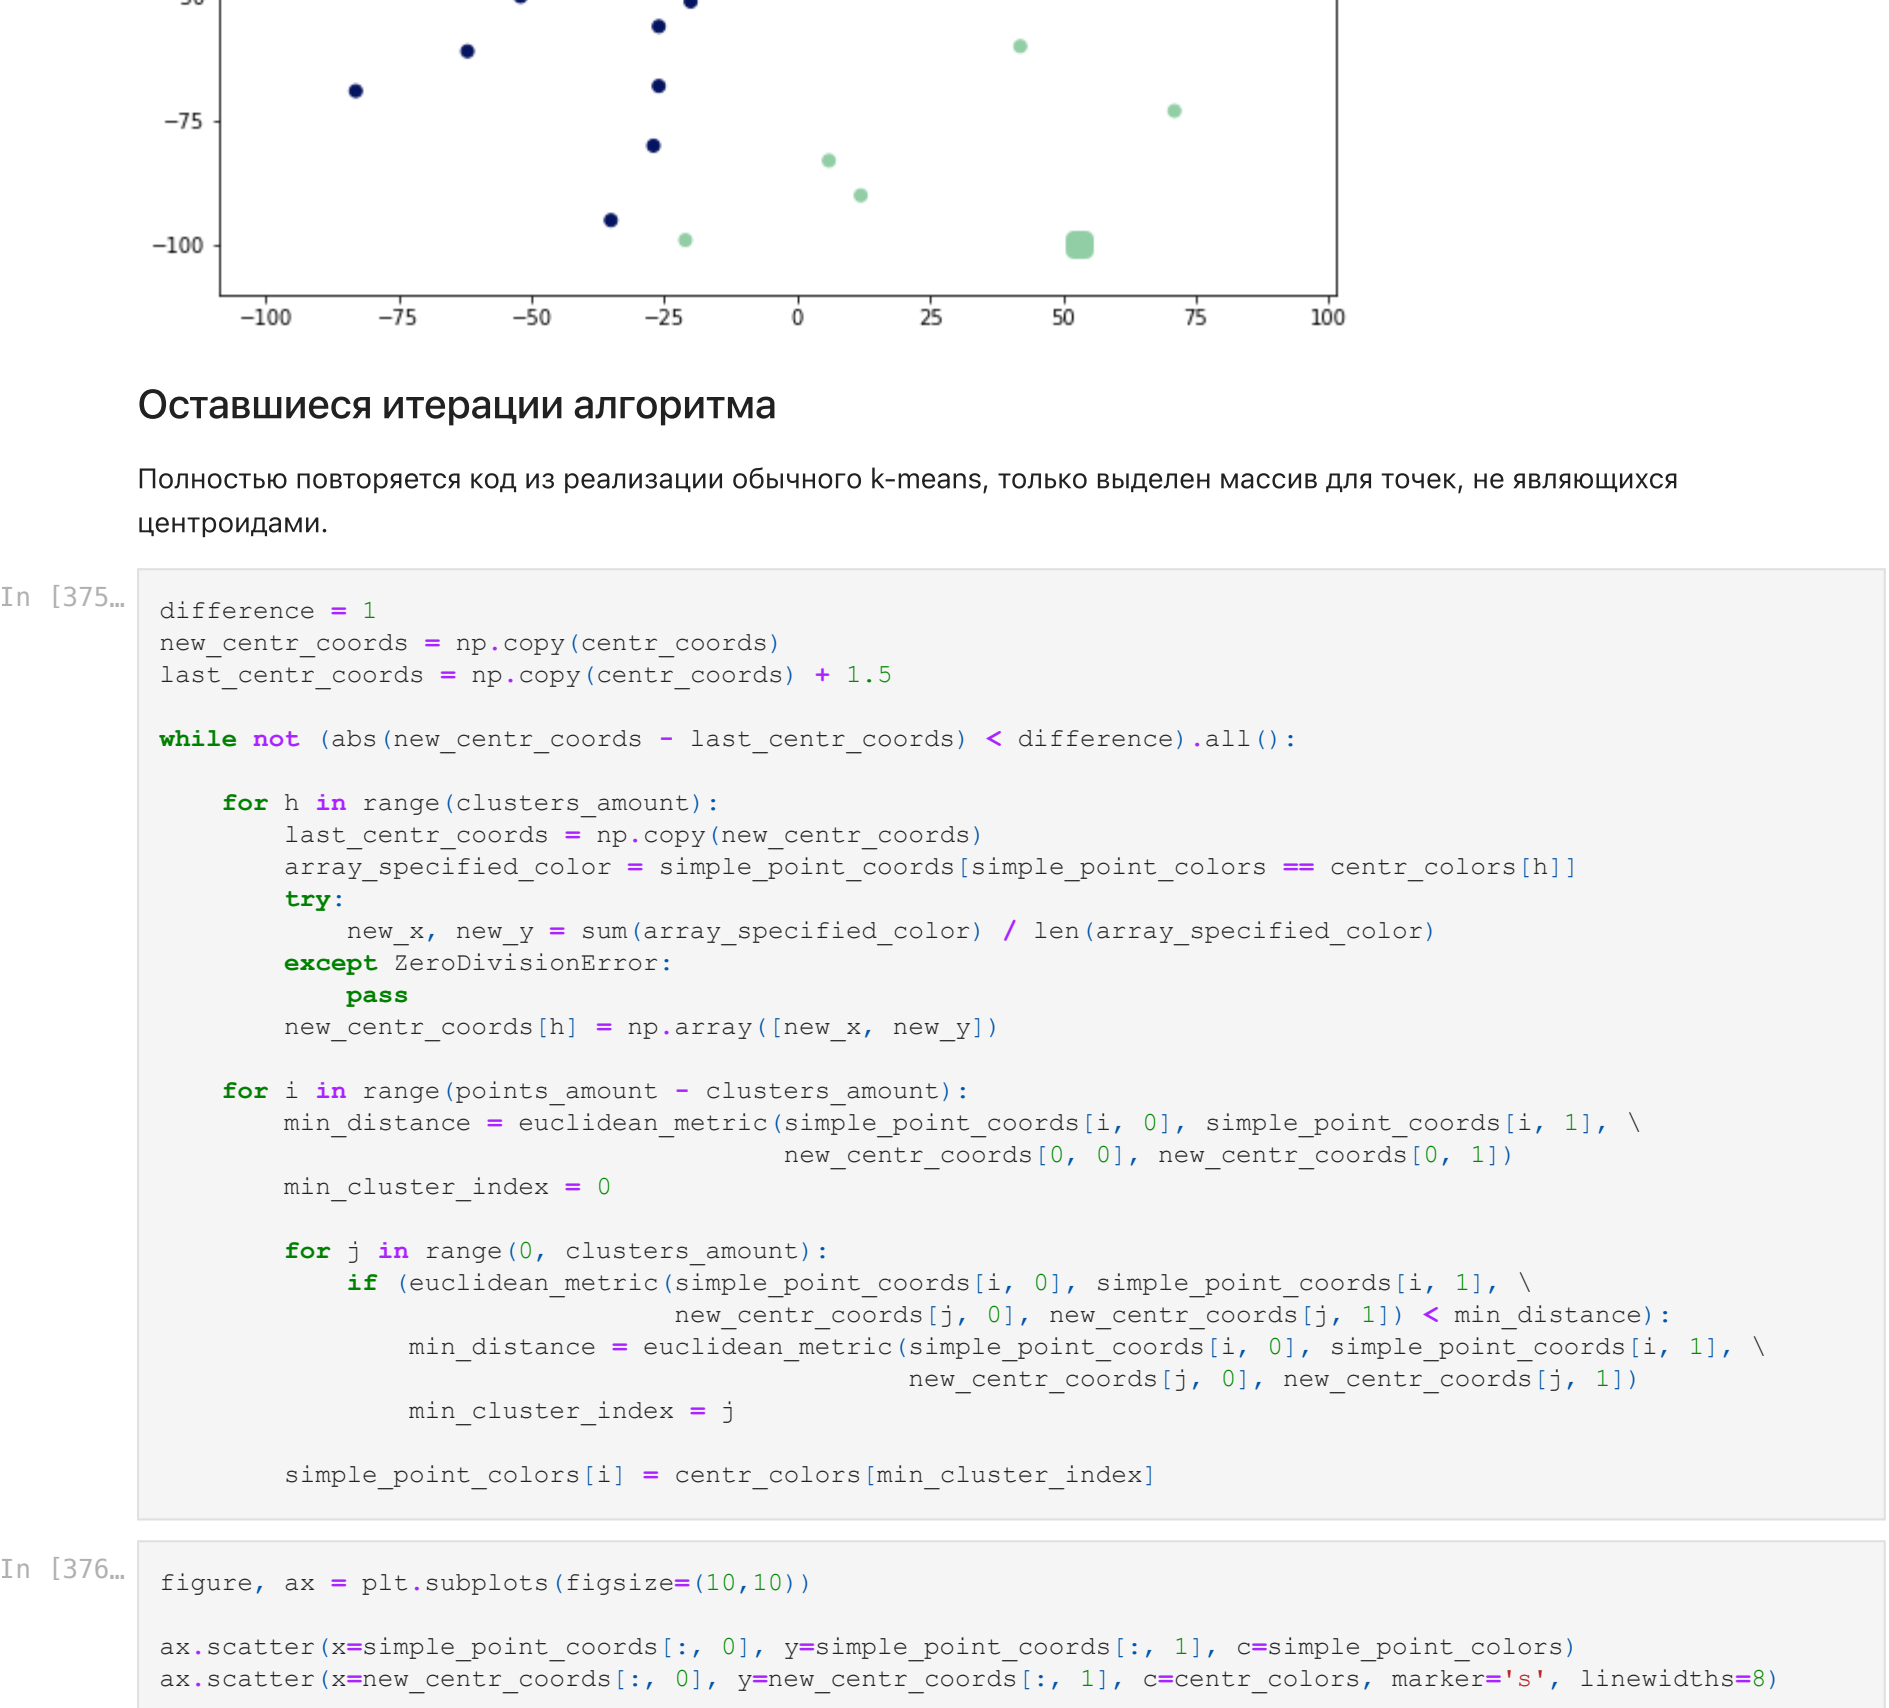 −75
−100
−100 −75 −50 −25 0 25 50 75 100
Оставшиеся итерации алгоритма
Полностью повторяется код из реализации обычного k-means, только выделен массив для точек, не являющихся
центроидами.
In [375…
difference = 1
new_centr_coords = np.copy(centr_coords)
last_centr_coords = np.copy(centr_coords) + 1.5
while not (abs(new_centr_coords - last_centr_coords) < difference).all():
    for h in range(clusters_amount):
        last_centr_coords = np.copy(new_centr_coords)
        array_specified_color = simple_point_coords[simple_point_colors == centr_colors[h]]
        try:
            new_x, new_y = sum(array_specified_color) / len(array_specified_color)
        except ZeroDivisionError:
            pass
        new_centr_coords[h] = np.array([new_x, new_y])
    for i in range(points_amount - clusters_amount):
        min_distance = euclidean_metric(simple_point_coords[i, 0], simple_point_coords[i, 1], \
                                        new_centr_coords[0, 0], new_centr_coords[0, 1])
        min_cluster_index = 0
        for j in range(0, clusters_amount):
            if (euclidean_metric(simple_point_coords[i, 0], simple_point_coords[i, 1], \
                                 new_centr_coords[j, 0], new_centr_coords[j, 1]) < min_distance):
                min_distance = euclidean_metric(simple_point_coords[i, 0], simple_point_coords[i, 1], \
                                                new_centr_coords[j, 0], new_centr_coords[j, 1])
                min_cluster_index = j
        simple_point_colors[i] = centr_colors[min_cluster_index]
In [376…
figure, ax = plt.subplots(figsize=(10,10))
ax.scatter(x=simple_point_coords[:, 0], y=simple_point_coords[:, 1], c=simple_point_colors)
ax.scatter(x=new_centr_coords[:, 0], y=new_centr_coords[:, 1], c=centr_colors, marker='s', linewidths=8)